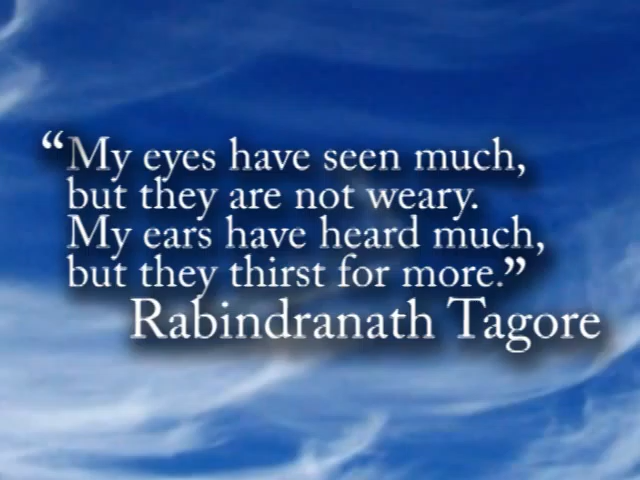 “My eyes have seen much,
but they are not weary.
My ears have heard much,
but they thirst for more.”
Rabindranath Tagore